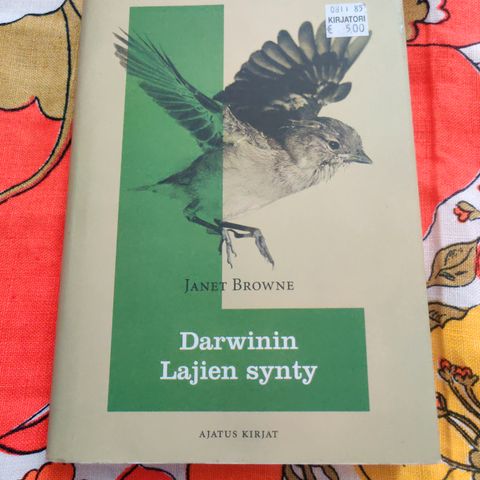 0811 85
KIRJATORI
€ 5,00
JANET BROWNE
Darwinin
Lajien synty
AJATUS KIRJAT